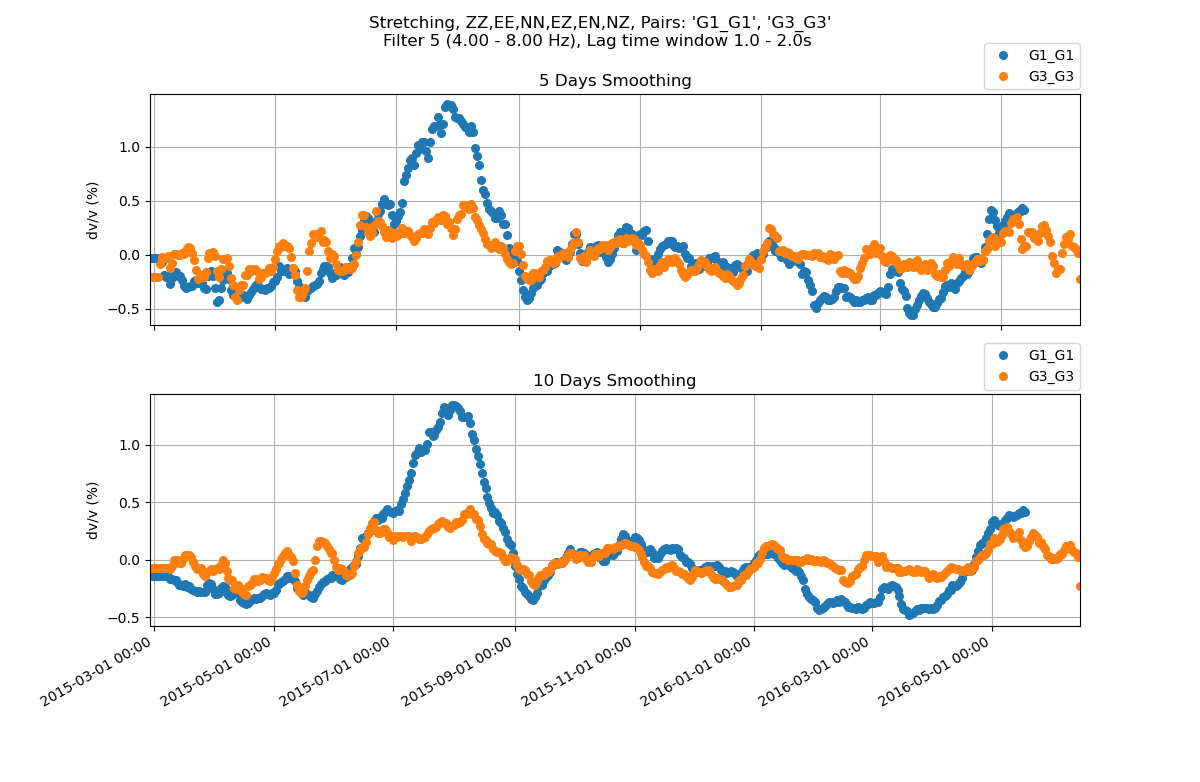 Stretching, ZZ,EE,NN,EZ,EN,NZ, Pairs: 'G1_G1', 'G3_G3'
Filter 5 (4.00 - 8.00 Hz), Lag time window 1.0 - 2.0s
G1_G1
G3_G3
5 Days Smoothing
dv/v (%)
1.0
0.5
0.0
−0.5
G1_G1
G3_G3
10 Days Smoothing
dv/v (%)
1.0
0.5
0.0
−0.5
2015-03-01 00:00
2015-05-01 00:00
2015-07-01 00:00
2015-09-01 00:00
2015-11-01 00:00
2016-01-01 00:00
2016-03-01 00:00
2016-05-01 00:00